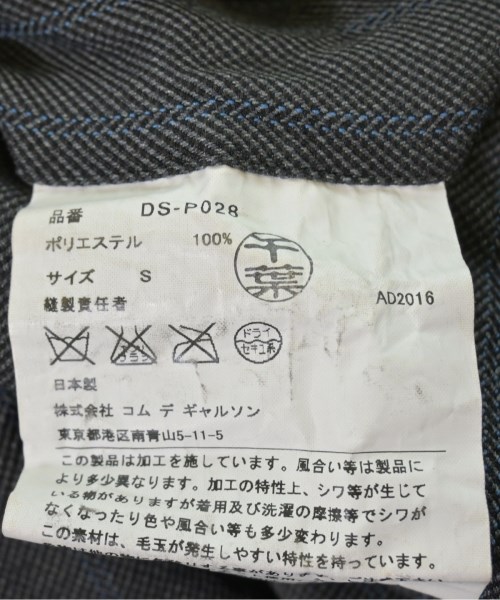 品番 DS-P028
ポリエステル 100%
千葉
サイズ S
縫製責任者
AD2016
ドライ
セキユ系
日本製
株式会社 コム デ ギャルソン
東京都港区南青山5-11-5
この製品は加工を施しています。風合い等は製品に
より多少異なります。加工の特性上、シワ等が生じて
いる物がありますが着用及び洗濯の摩擦等でシワが
なくなったり色や風合い等も多少変わります。
この素材は、毛玉が発生しやすい特性を持っています。